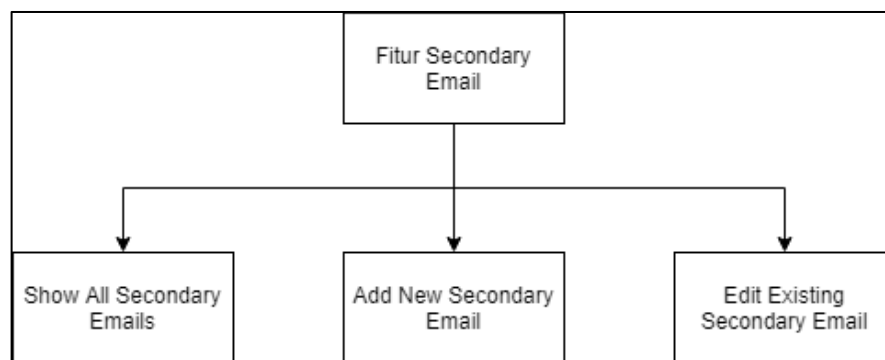 Fitur Secondary
Email
Show All Secondary
Emails
Add New Secondary
Email
Edit Existing
Secondary Email